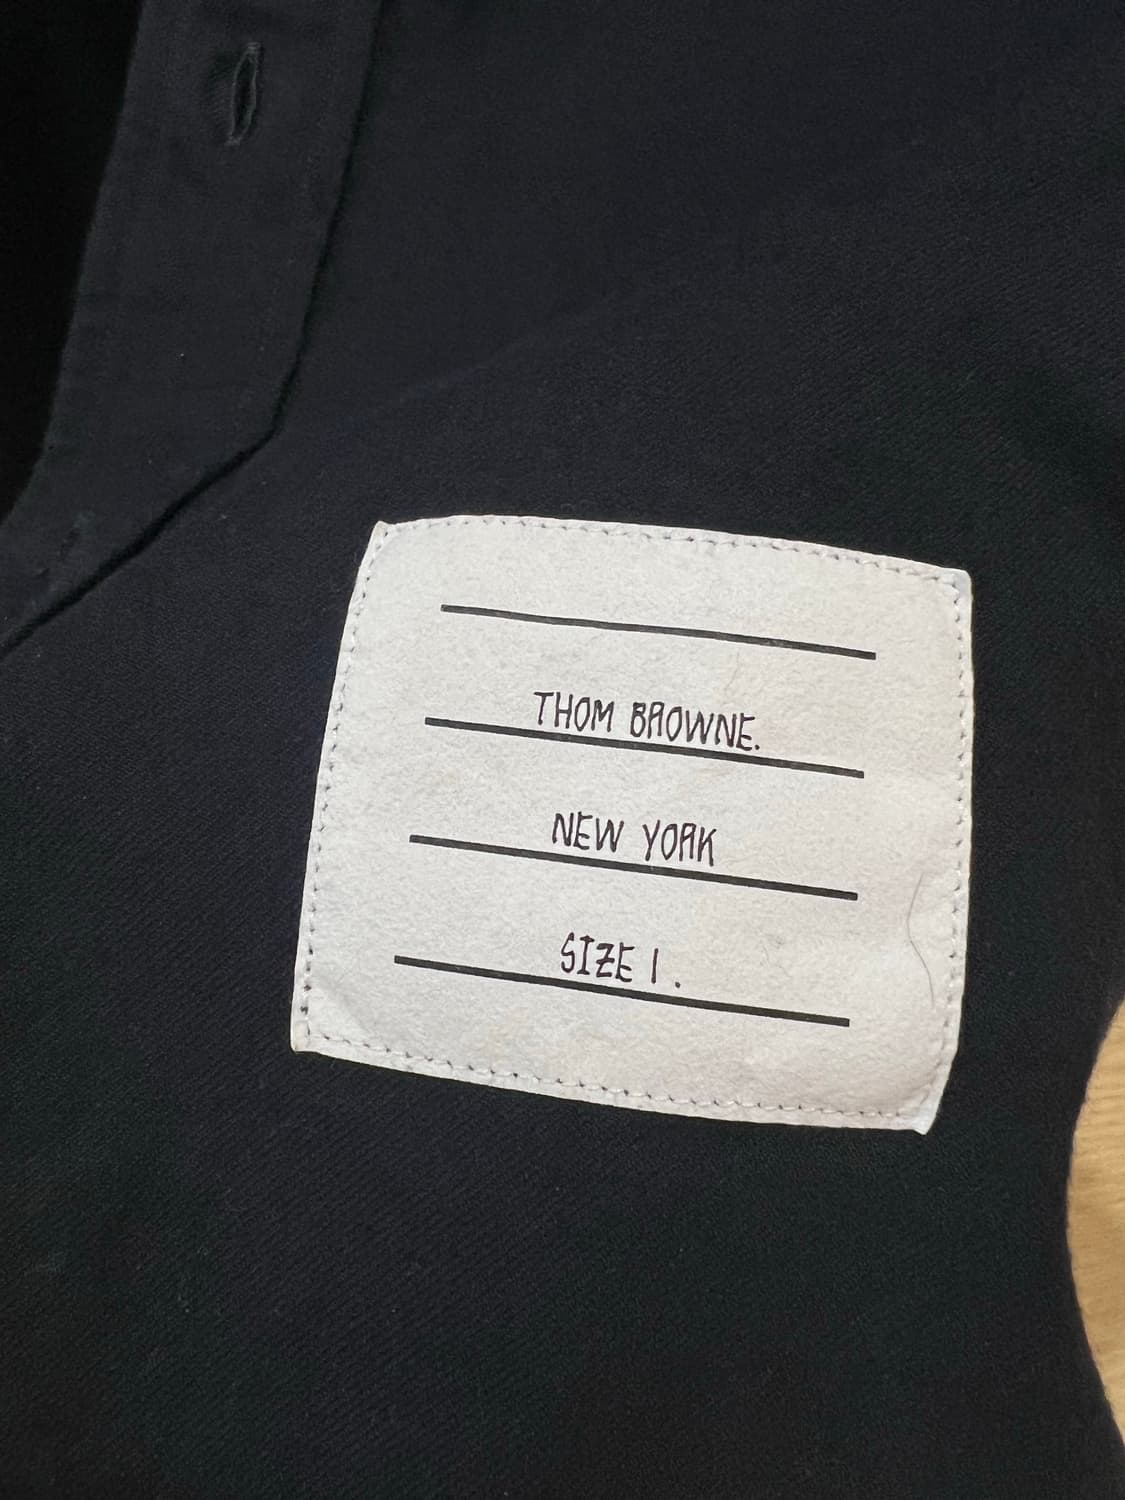 THOM BROWNE.
NEW YORK
SIZE 1.